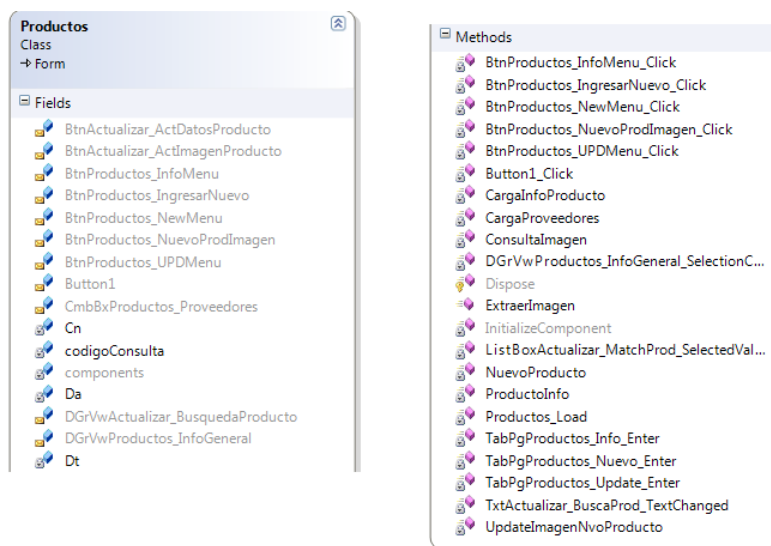 Productos
Class
Form
Fields
BtnActualizar_ActDatosProducto
BtnActualizar_ActImagenProducto
BtnProductos_InfoMenu
BtnProductos_IngresarNuevo
BtnProductos_NewMenu
BtnProductos_NuevoProdImagen
BtnProductos_UPDMenu
Button1
CmbBxProductos_Proveedores
Cn
codigoConsulta
components
Da
DGrVwActualizar_BusquedaProducto
DGrVwProductos_InfoGeneral
Dt
Methods
BtnProductos_InfoMenu_Click
BtnProductos_IngresarNuevo_Click
BtnProductos_NewMenu_Click
BtnProductos_NuevoProdImagen_Click
BtnProductos_UPDMenu_Click
Button1_Click
CargaInfoProducto
CargaProveedores
ConsultaImagen
DGrVwProductos_InfoGeneral_SelectionC...
Dispose
ExtraerImagen
InitializeComponent
ListBoxActualizar_MatchProd_SelectedVal...
NuevoProducto
ProductoInfo
Productos_Load
TabPgProductos_Info_Enter
TabPgProductos_Nuevo_Enter
TabPgProductos_Update_Enter
TxtActualizar_BuscaProd_TextChanged
UpdateImagenNvoProducto